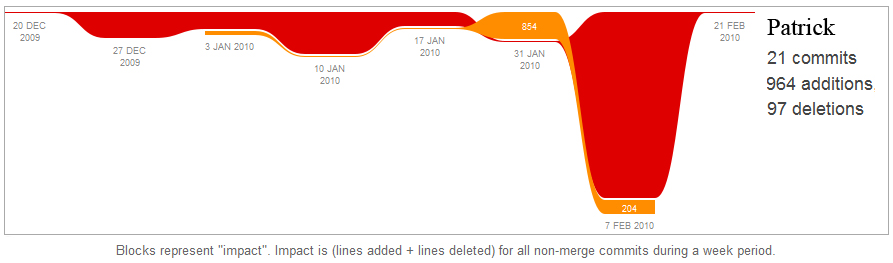 20 DEC
2009
27 DEC
2009
3 JAN 2010
10 JAN
2010
17 JAN
2010
854
31 JAN
2010
204
7 FEB 2010
21 FEB
2010
Patrick
21 commits
964 additions
97 deletions
Blocks represent "impact". Impact is (lines added + lines deleted) for all non-merge commits during a week period.